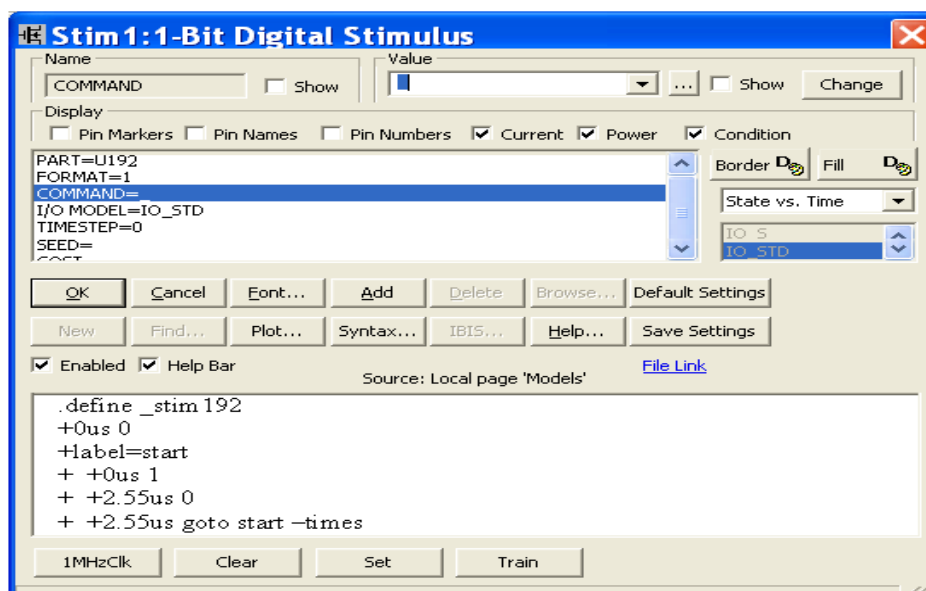 Stim1:1-Bit Digital Stimulus
Name
Value
COMMAND
Show
...
Show
Change
Display
Pin Markers
Pin Names
Pin Numbers
Current
Power
Condition
PART=U192
FORMAT=1
COMMAND=_
I/O MODEL=IO_STD
TIMESTEP=0
SEED=
COST
Border
Fill
State vs. Time
IO_S
IO_STD
OK
Cancel
Font...
Add
Delete
Browse...
Default Settings
New
Find...
Plot...
Syntax...
IBIS...
Help...
Save Settings
Enabled
Help Bar
Source: Local page 'Models'
File Link
.define _stim 192
+0us 0
+label=start
+ +0us 1
+ +2.55us 0
+ +2.55us goto start –times
1MHzClk
Clear
Set
Train